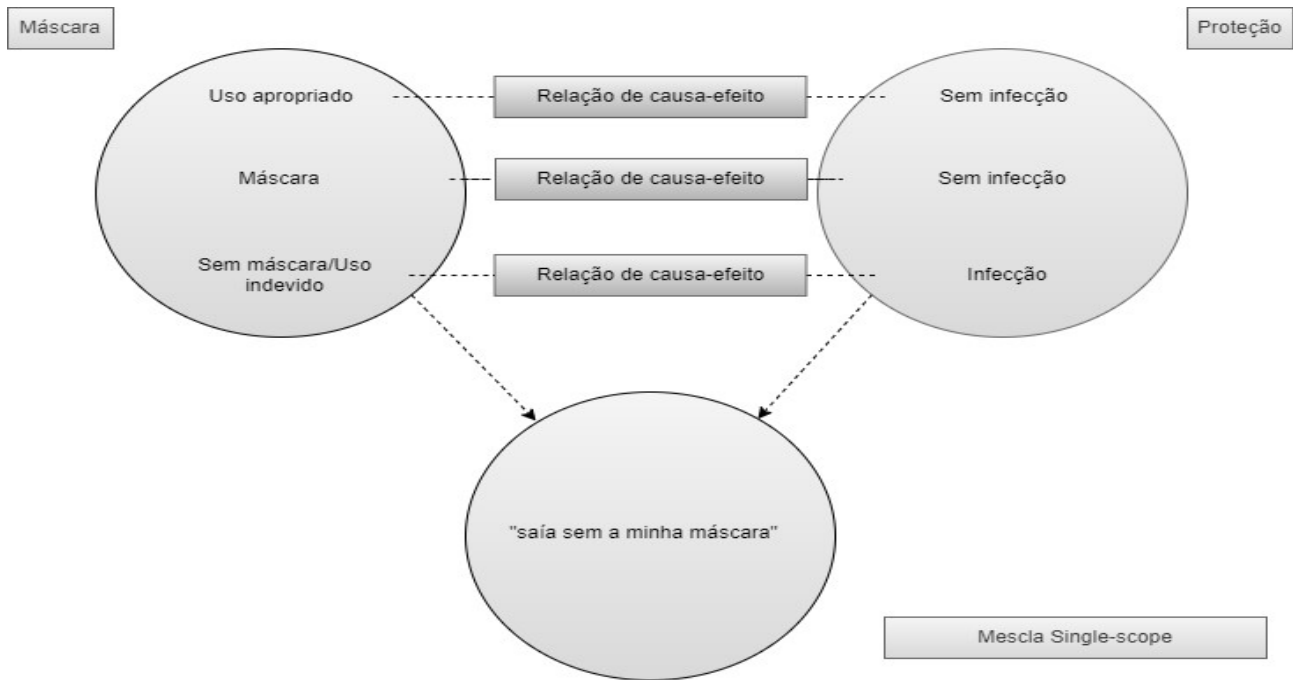 Máscara
Proteção
Uso apropriado
Relação de causa-efeito
Sem infecção
Máscara
Relação de causa-efeito
Sem infecção
Sem máscara/Uso
indevido
Relação de causa-efeito
Infecção
"saía sem a minha máscara"
Mescla Single-scope